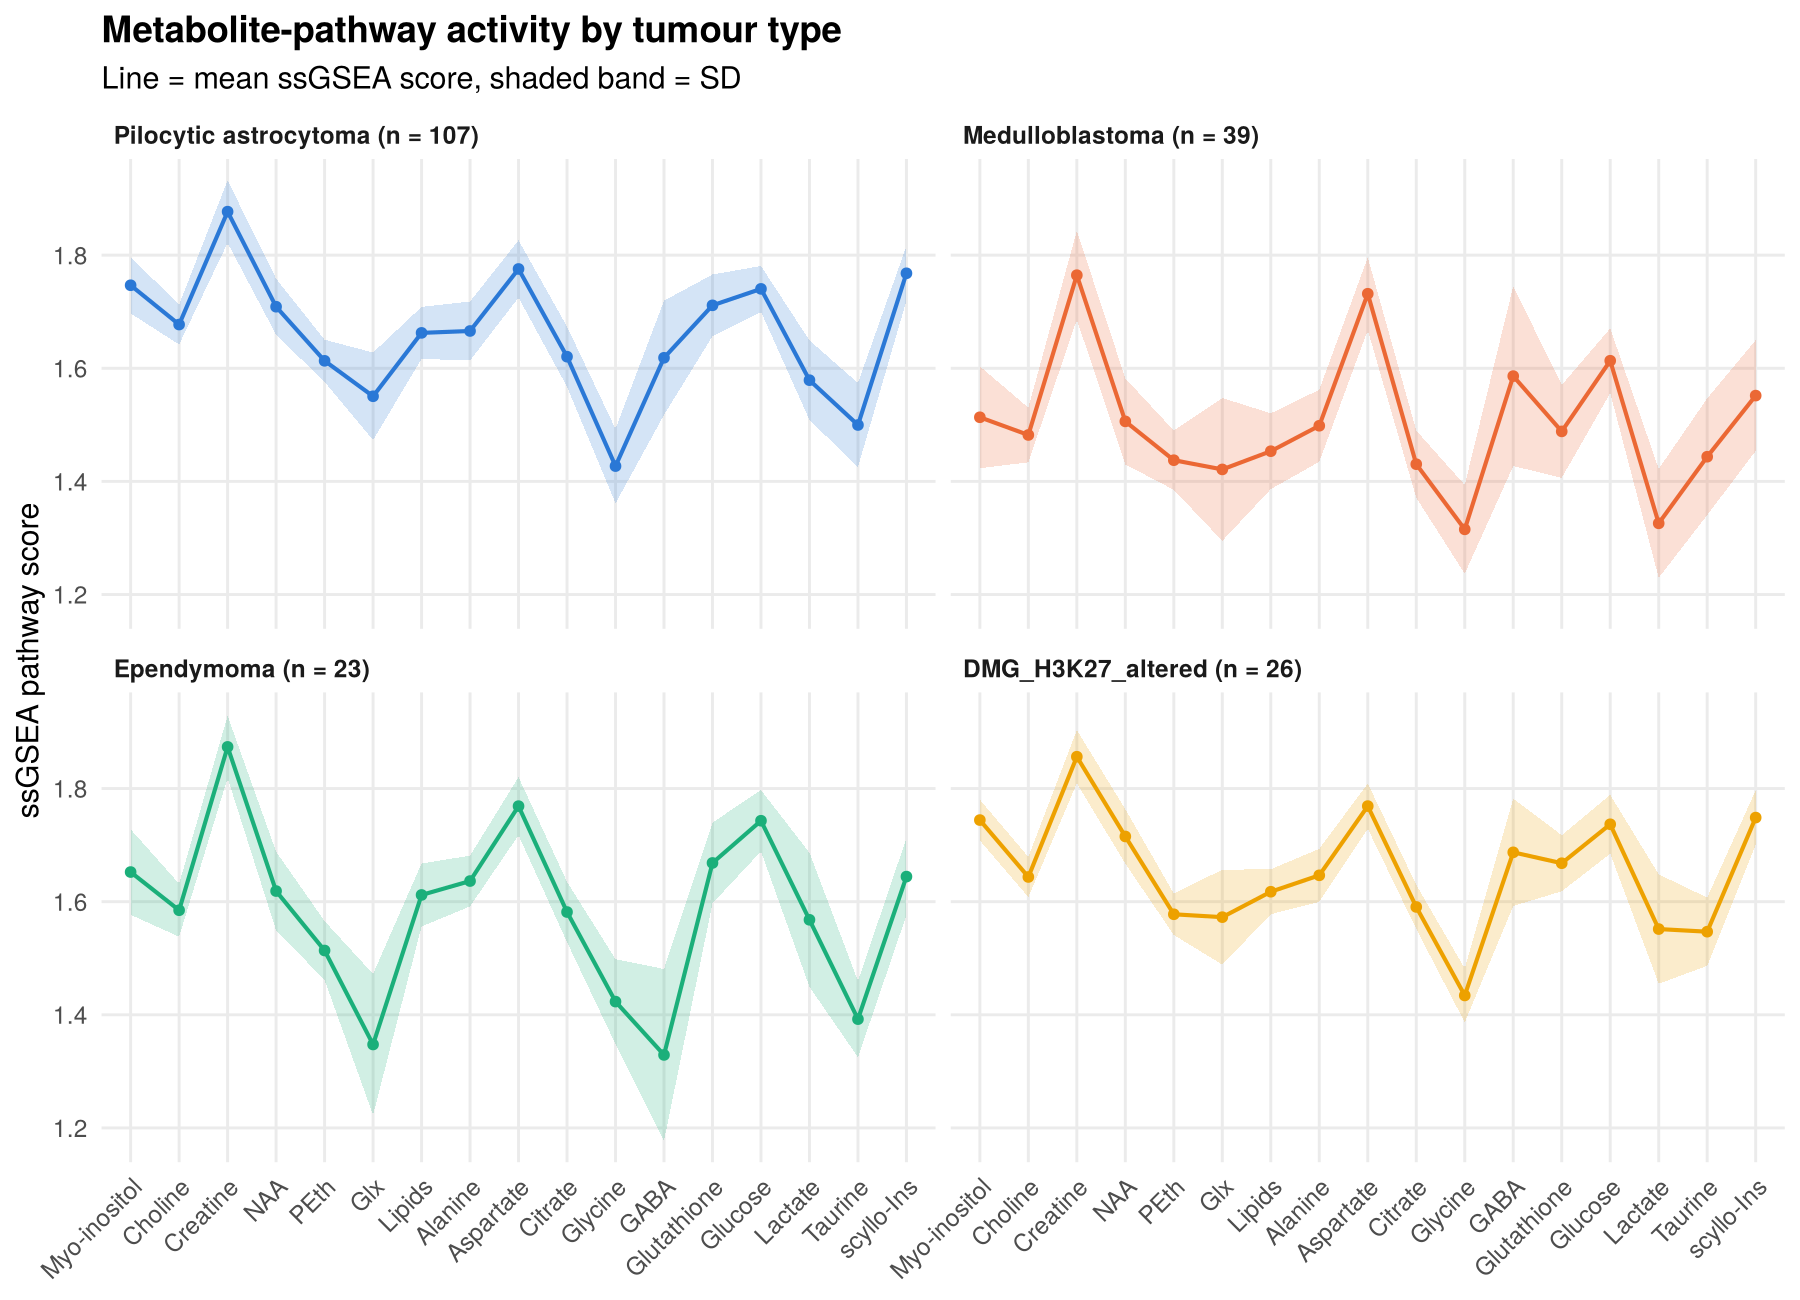 Metabolite-pathway activity by tumour type
Line = mean ssGSEA score, shaded band = SD
Pilocytic astrocytoma (n = 107)
Medulloblastoma (n = 39)
1.8
1.6
1.4
1.2
ssGSEA pathway score
Ependymoma (n = 23)
DMG_H3K27_altered (n = 26)
1.8
1.6
1.4
1.2
Myo-inositol
Choline
Creatine
NAA
PEth
Glx
Lipids
Alanine
Aspartate
Citrate
Glycine
GABA
Glutathione
Glucose
Lactate
Taurine
scyllo-Ins
Myo-inositol
Choline
Creatine
NAA
PEth
Glx
Lipids
Alanine
Aspartate
Citrate
Glycine
GABA
Glutathione
Glucose
Lactate
Taurine
scyllo-Ins